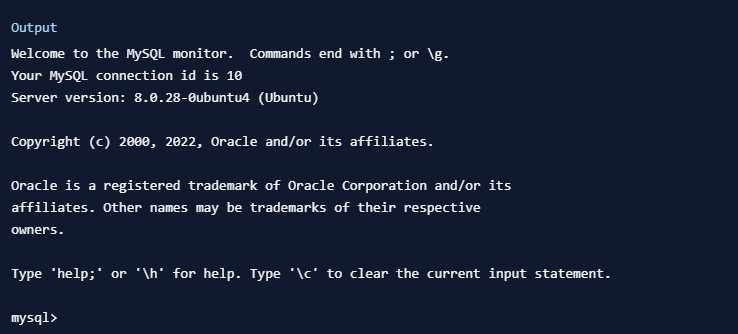 Output
Welcome to the MySQL monitor.  Commands end with ; or \g.
Your MySQL connection id is 10
Server version: 8.0.28-0ubuntu4 (Ubuntu)
Copyright (c) 2000, 2022, Oracle and/or its affiliates.
Oracle is a registered trademark of Oracle Corporation and/or its
affiliates. Other names may be trademarks of their respective
owners.
Type 'help;' or '\h' for help. Type '\c' to clear the current input statement.
mysql>